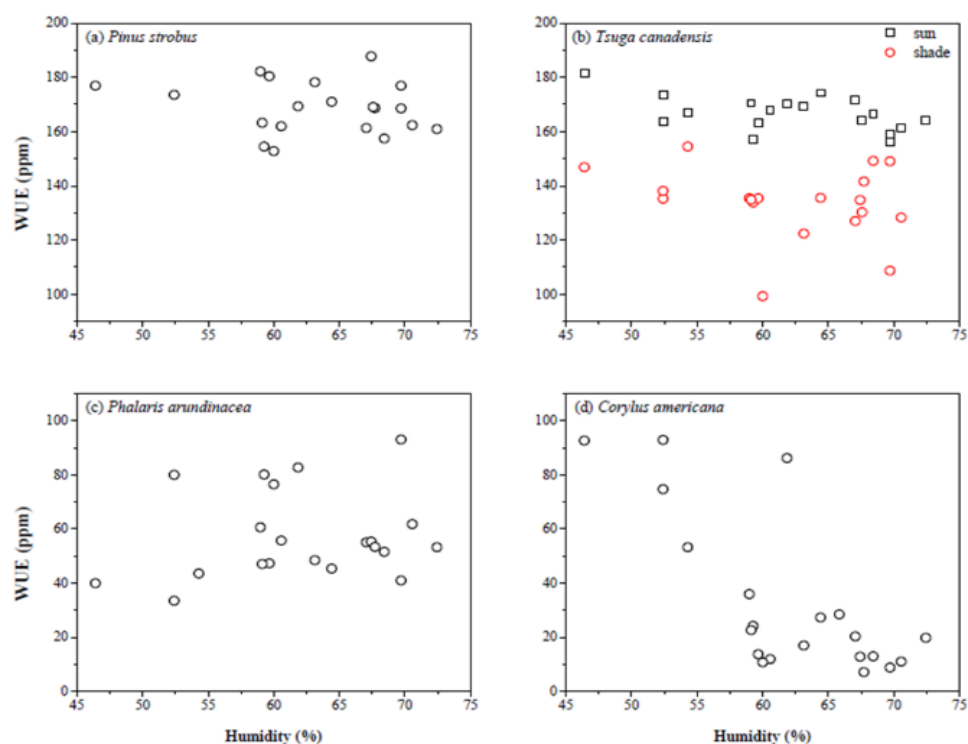 (a) Pinus strobus
WUE (ppm)
200
180
160
140
120
100
45 50 55 60 65 70 75
(b) Tsuga canadensis
sun
shade
200
180
160
140
120
100
45 50 55 60 65 70 75
(c) Phalaris arundinacea
WUE (ppm)
100
80
60
40
20
0
45 50 55 60 65 70 75
Humidity (%)
(d) Corylus americana
100
80
60
40
20
0
45 50 55 60 65 70 75
Humidity (%)